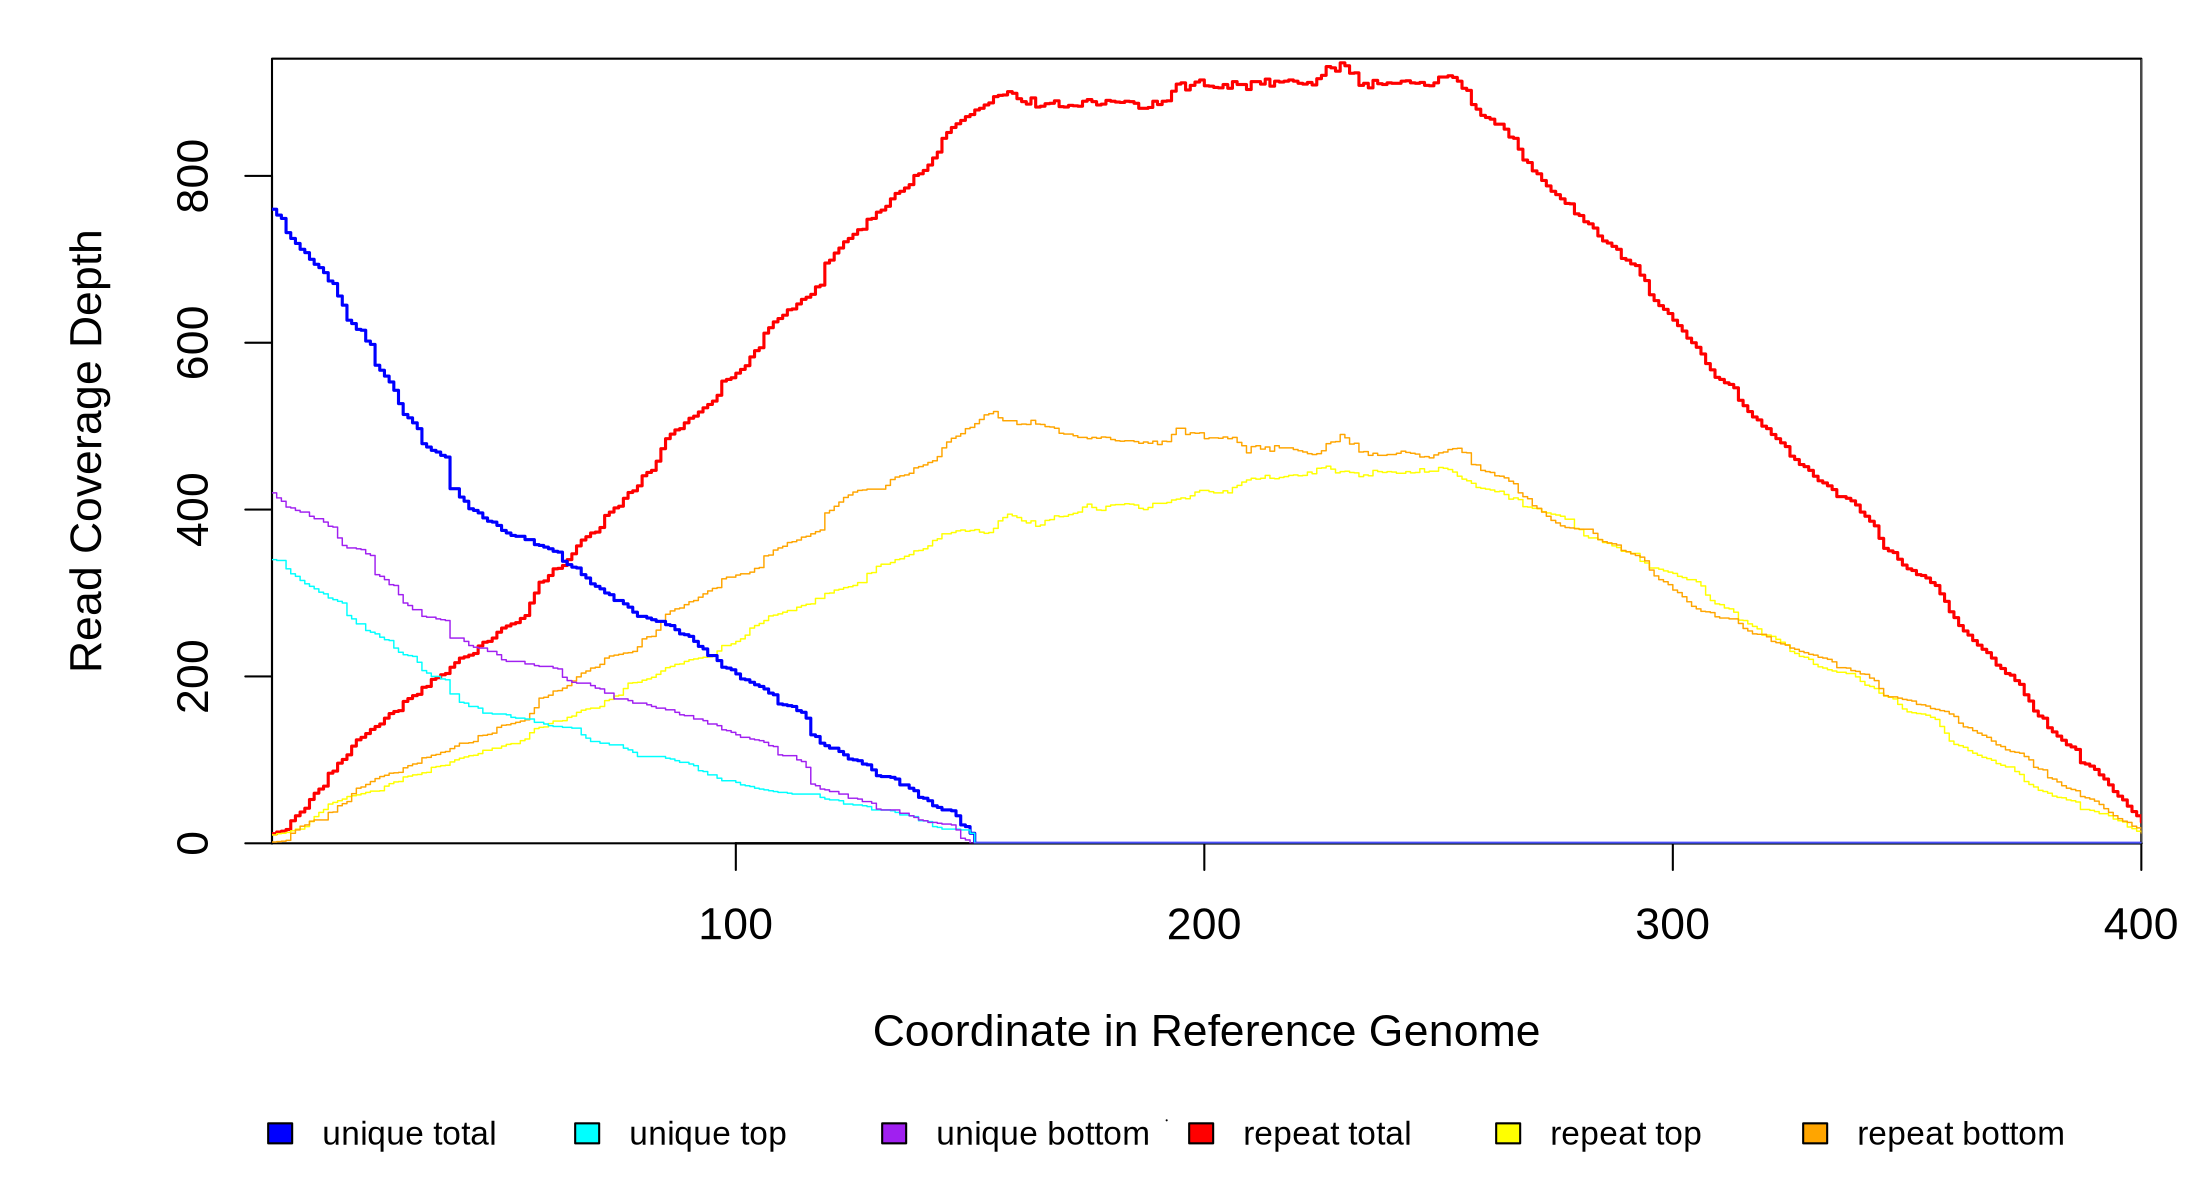 Read Coverage Depth
800
600
400
200
0
100 200 300 400
Coordinate in Reference Genome
unique total unique top unique bottom repeat total repeat top repeat bottom